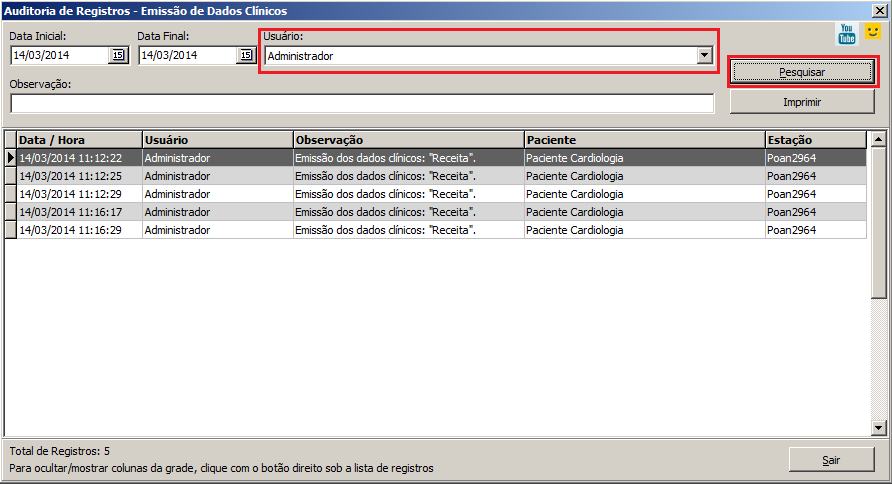 Auditoria de Registros - Emissão de Dados Clínicos
Data Inicial: Data Final: Usuário:
14/03/2014 15 14/03/2014 15 Administrador
You Tube
Pesquisar
Observação:
Imprimir
Data / Hora Usuário Observação Paciente Estação
14/03/2014 11:12:22 Administrador Emissão dos dados clínicos: "Receita". Paciente Cardiologia Poan2964
14/03/2014 11:12:25 Administrador Emissão dos dados clínicos: "Receita". Paciente Cardiologia Poan2964
14/03/2014 11:12:29 Administrador Emissão dos dados clínicos: "Receita". Paciente Cardiologia Poan2964
14/03/2014 11:16:17 Administrador Emissão dos dados clínicos: "Receita". Paciente Cardiologia Poan2964
14/03/2014 11:16:29 Administrador Emissão dos dados clínicos: "Receita". Paciente Cardiologia Poan2964
Total de Registros: 5
Para ocultar/mostrar colunas da grade, clique com o botão direito sob a lista de registros
Sair